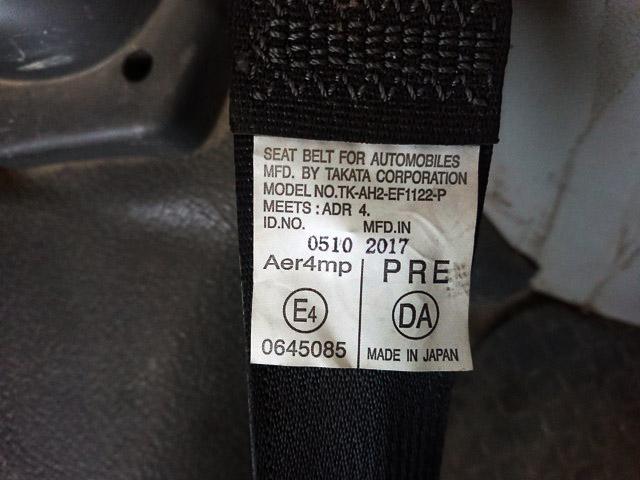 SEAT BELT FOR AUTOMOBILES
MFD. BY TAKATA CORPORATION
MODEL NO.TK-AH2-EF1122-P
MEETS : ADR 4.
ID.NO. MFD.IN
0510 2017
Aer4mp PRE
E4 DA
0645085 MADE IN JAPAN